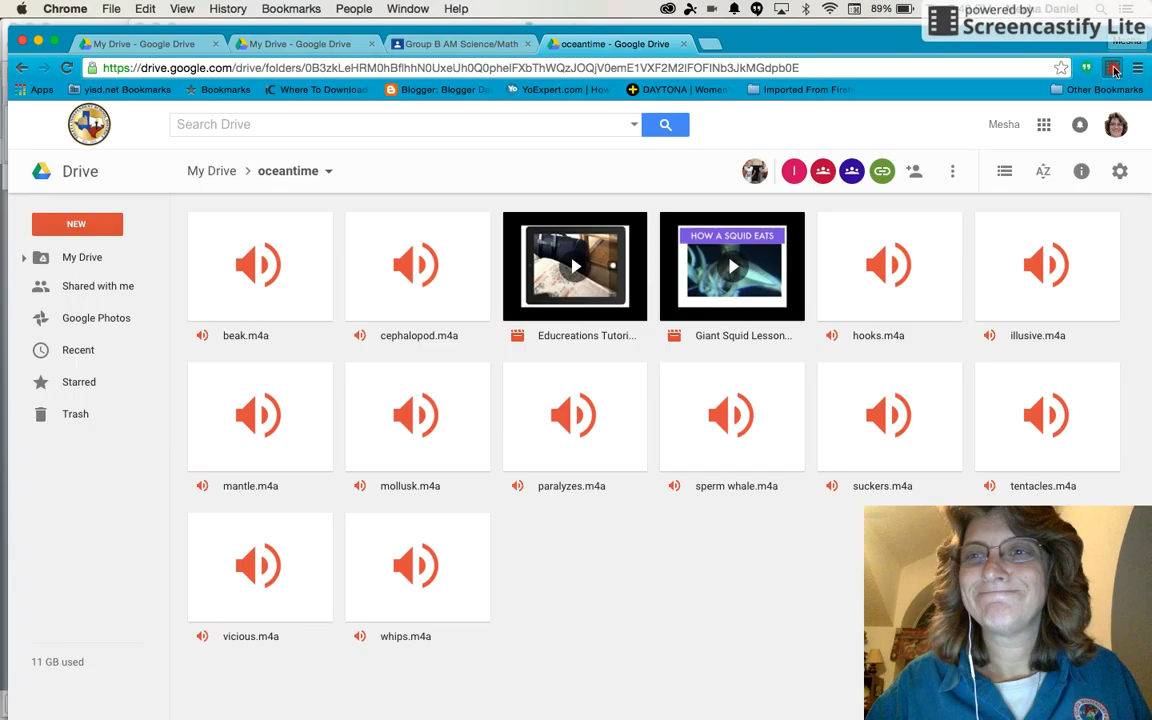 Chrome File Edit View History Bookmarks People Window Help 89% Daniel
powered by
Screencastify Lite
My Drive - Google Drive My Drive - Google Drive Group B AM Science/Math oceantime - Google Drive Mesha
https://drive.google.com/drive/folders/0B3zkLeHRM0hBflhhN0UxeUh0Q0phelFXbThWQzJOQjV0emE1VXF2M2lFOFlNb3JkMGdpb0E
Apps yisd.net Bookmarks Bookmarks Where To Download Blogger: Blogger Da YoExpert.com | How DAYTONA | Women' Imported From Firef Other Bookmarks
Search Drive Mesha
Drive My Drive > oceantime
NEW
My Drive
Shared with me
Google Photos
Recent
Starred
Trash
11 GB used
HOW A SQUID EATS
beak.m4a cephalopod.m4a Educreations Tutori... Giant Squid Lesson... hooks.m4a illusive.m4a
mantle.m4a mollusk.m4a paralyzes.m4a sperm whale.m4a suckers.m4a tentacles.m4a
vicious.m4a whips.m4a